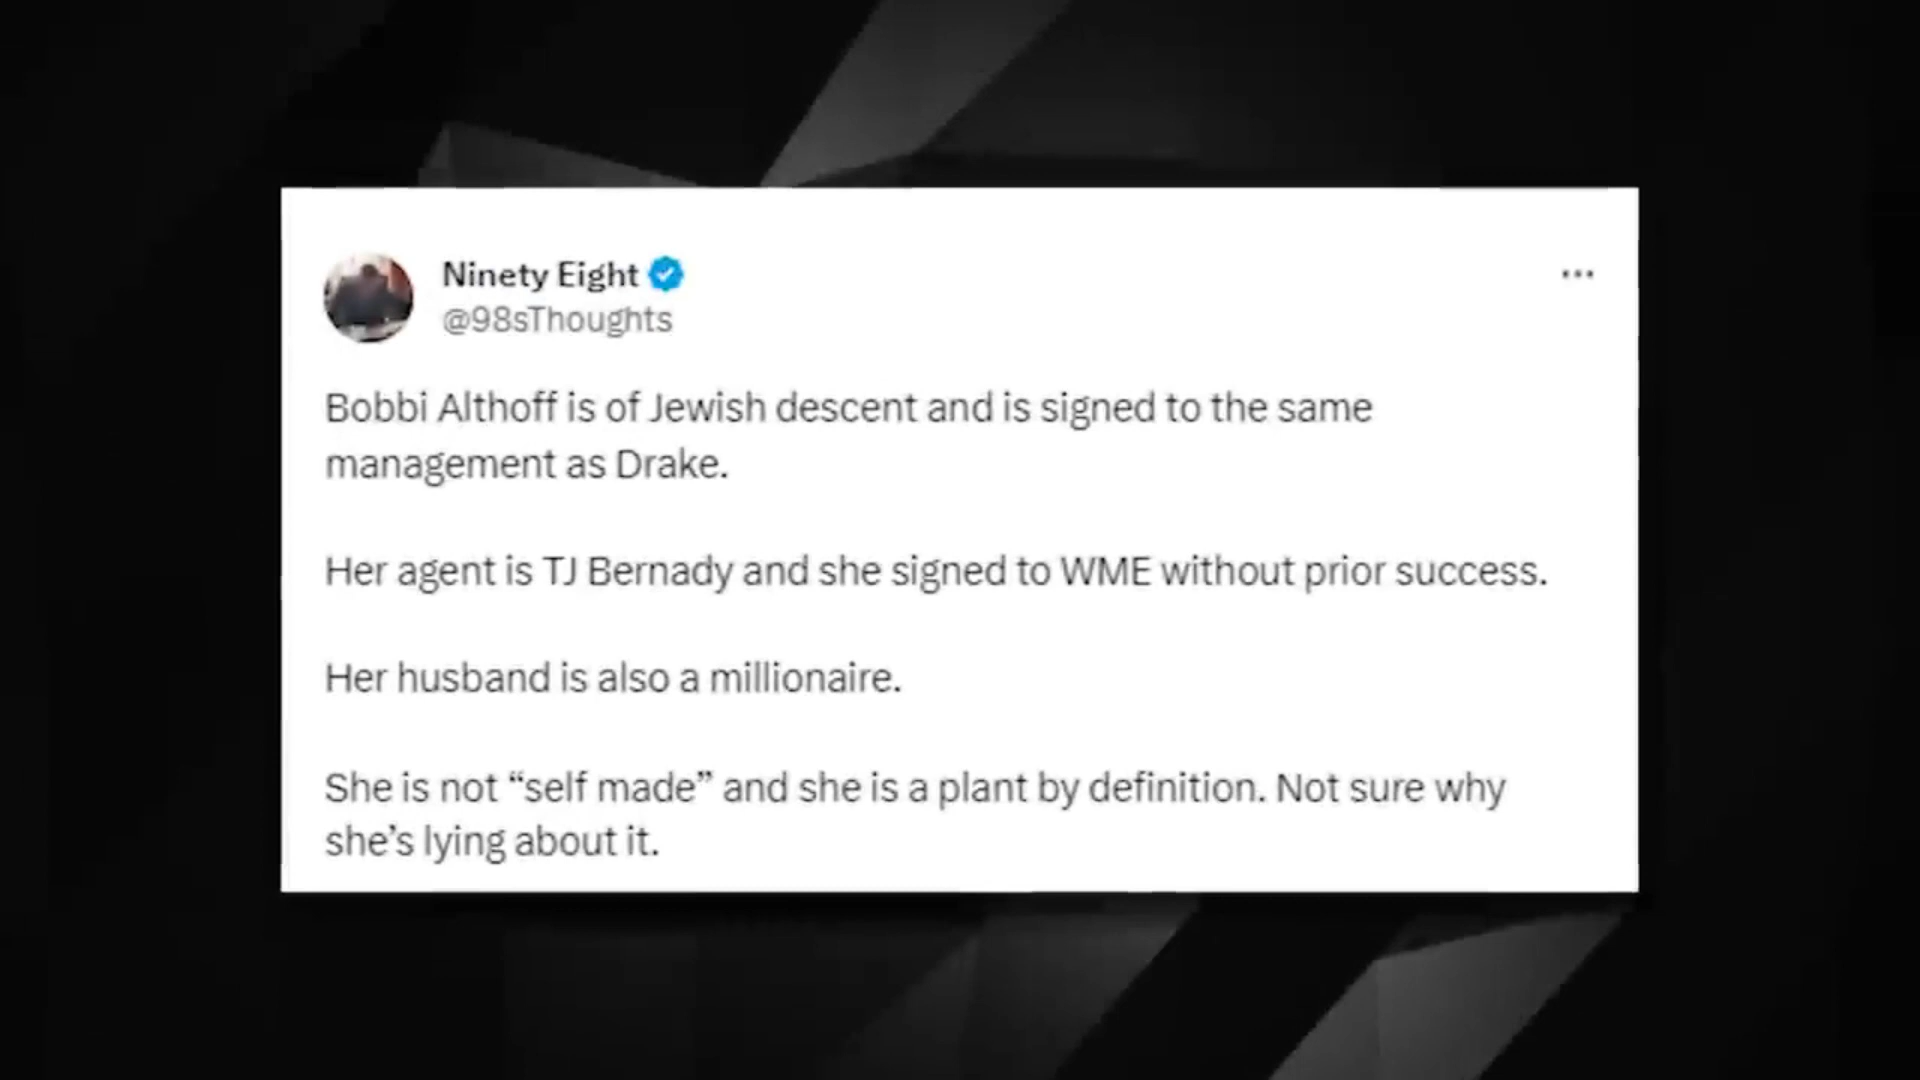 Ninety Eight
@98sThoughts
Bobbi Althoff is of Jewish descent and is signed to the same
management as Drake.
Her agent is TJ Bernady and she signed to WME without prior success.
Her husband is also a millionaire.
She is not “self made” and she is a plant by definition. Not sure why
she’s lying about it.